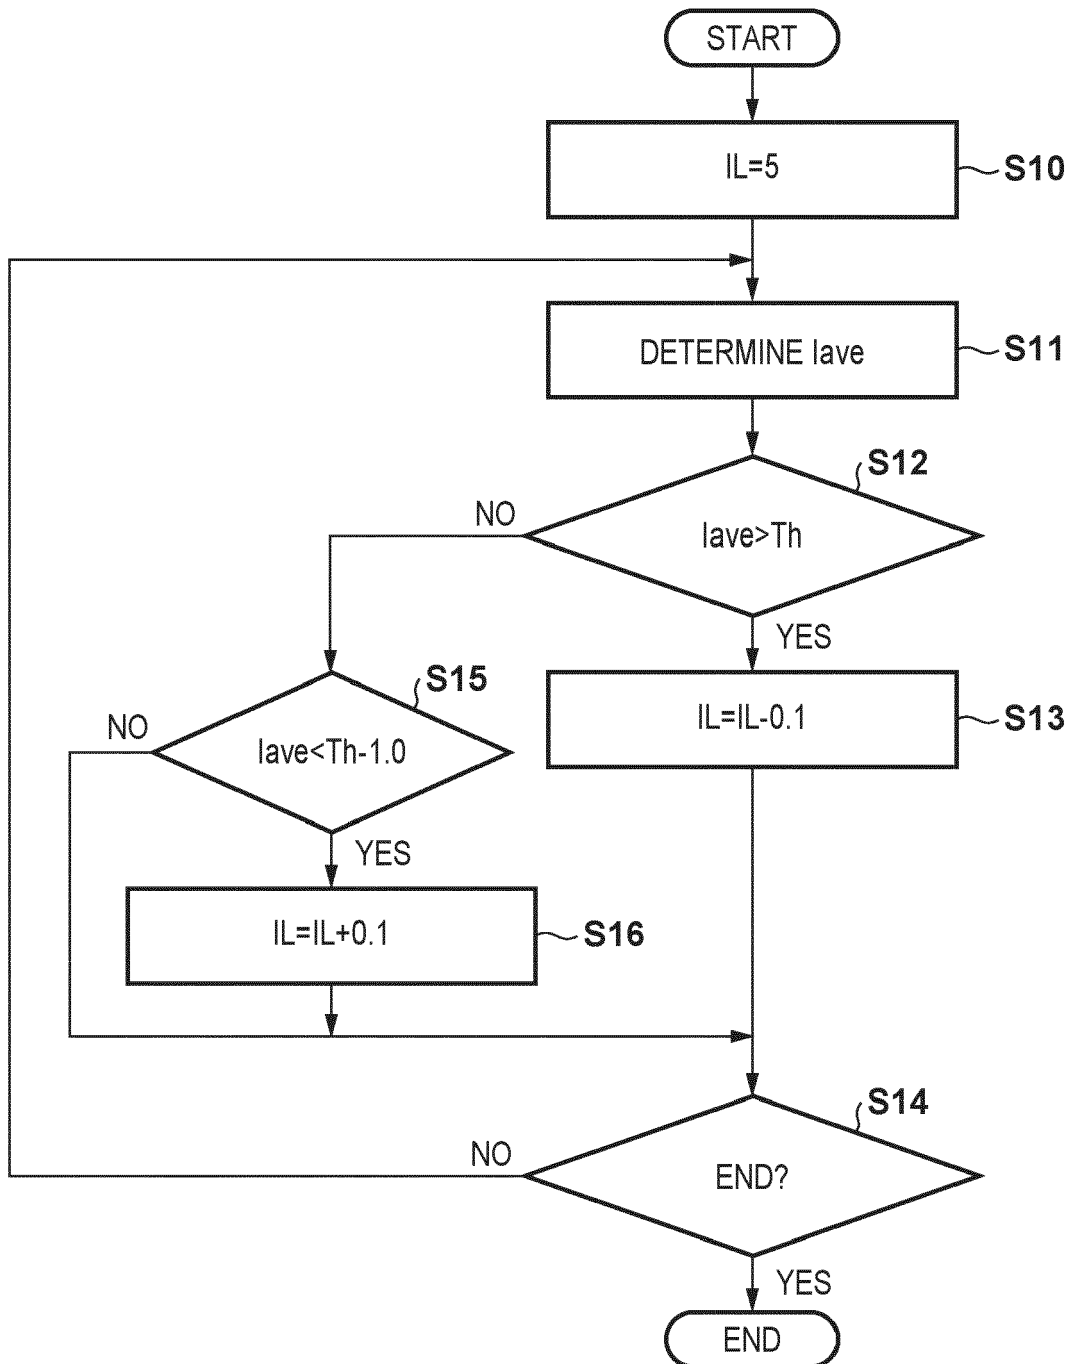 START
IL=5
S10
DETERMINE Iave
S11
S12
NO
Iave>Th
YES
S15
NO
Iave<Th-1.0
IL=IL-0.1
S13
YES
IL=IL+0.1
S16
S14
NO
END?
YES
END